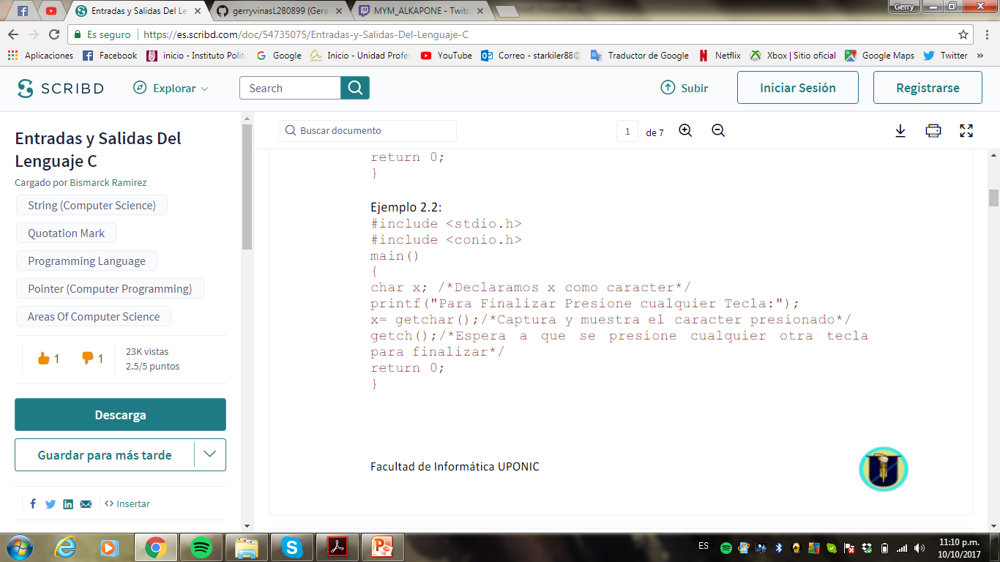 Entradas y Salidas Del Le
gerryvinasL280899 (Gera
MYM_ALKAPONE - Twitc
Gerry
Es seguro
https://es.scribd.com/doc/54735075/Entradas-y-Salidas-Del-Lenguaje-C
Aplicaciones
Facebook
inicio - Instituto Polit
Google
Inicio - Unidad Profes
YouTube
Correo - starkiler88@
Traductor de Google
Netflix
Xbox | Sitio oficial
Google Maps
Twitter
»
SCRIBD
Explorar
Search
Subir
Iniciar Sesión
Registrarse
Entradas y Salidas Del
Lenguaje C
Cargado por Bismarck Ramirez
String (Computer Science)
Quotation Mark
Programming Language
Pointer (Computer Programming)
Areas Of Computer Science
1
1
23K vistas
2.5/5 puntos
Descarga
Guardar para más tarde
<> Insertar
Buscar documento
1
de 7
return 0;
}
Ejemplo 2.2:
#include <stdio.h>
#include <conio.h>
main()
{
char x; /*Declaramos x como caracter*/
printf("Para Finalizar Presione cualquier Tecla:");
x= getchar();/*Captura y muestra el caracter presionado*/
getch();/*Espera a que se presione cualquier otra tecla
para finalizar*/
return 0;
}
Facultad de Informática UPONIC
ES
11:10 p.m.
10/10/2017